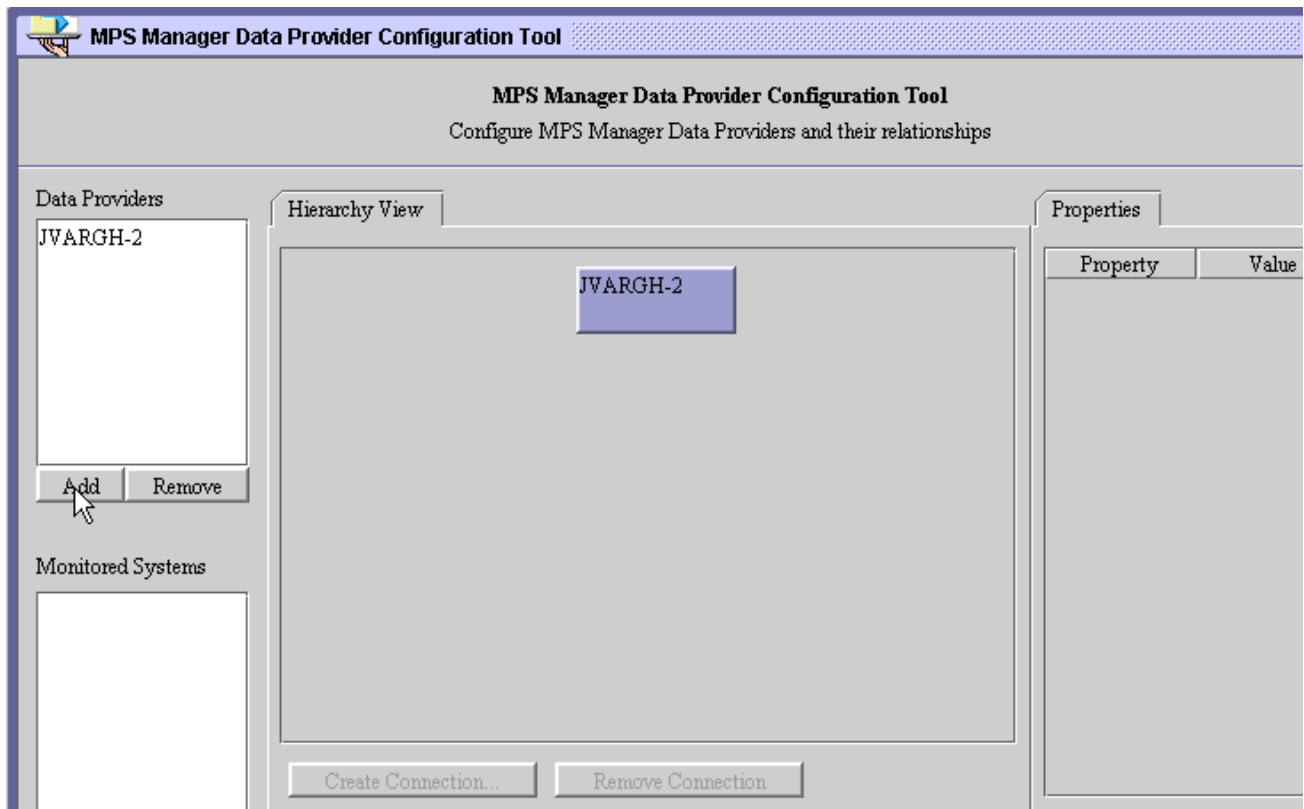 MPS Manager Data Provider Configuration Tool
MPS Manager Data Provider Configuration Tool
Configure MPS Manager Data Providers and their relationships
Data Providers
JVARGH-2
Add
Remove
Monitored Systems
Hierarchy View
JVARGH-2
Create Connection...
Remove Connection
Properties
Property
Value